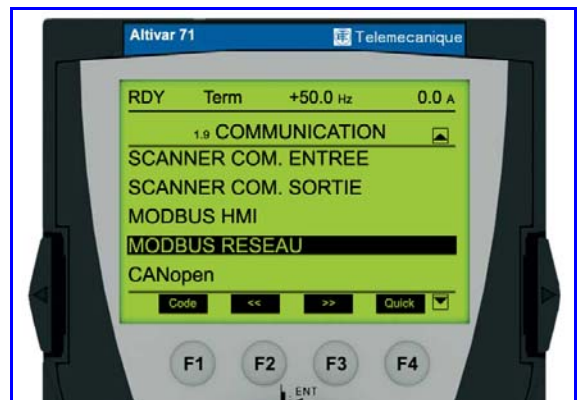 Altivar 71 Telemecanique
RDY Term +50.0 Hz 0.0 A
1.9 COMMUNICATION
SCANNER COM. ENTREE
SCANNER COM. SORTIE
MODBUS HMI
MODBUS RESEAU
CANopen
Code << >> Quick
F1 F2 F3 F4
ENT